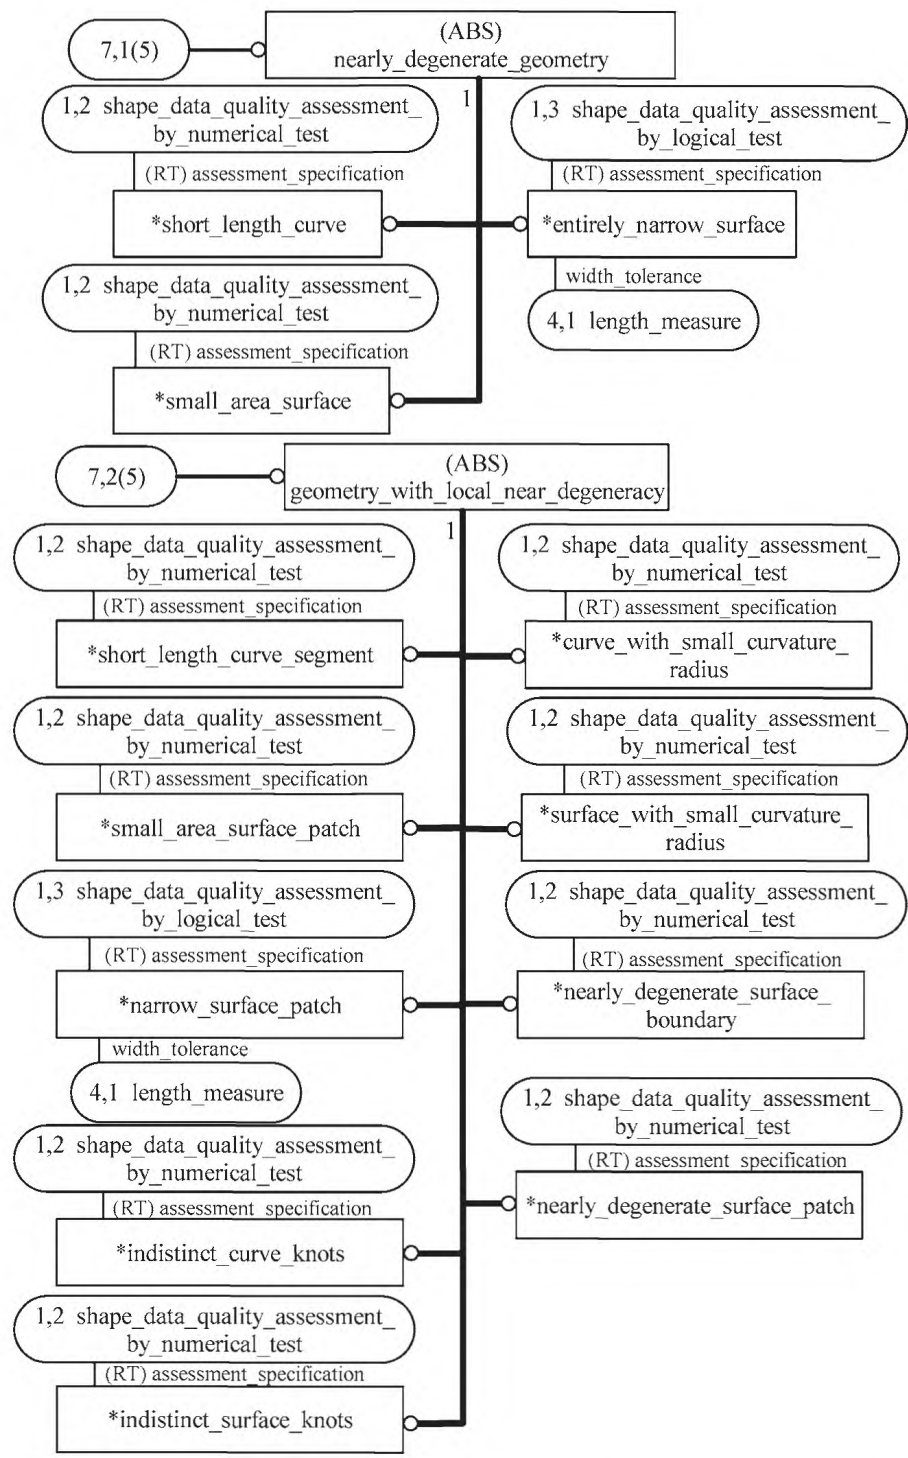 7,1(5)
(ABS)
nearly_degenerate_geometry
1
1,2 shape_data_quality_assessment_
by_numerical_test
(RT) assessment_specification
*short_length_curve
1,3 shape_data_quality_assessment_
by_logical_test
(RT) assessment_specification
*entirely_narrow_surface
width_tolerance
4,1 length_measure
1,2 shape_data_quality_assessment_
by_numerical_test
(RT) assessment_specification
*small_area_surface
7,2(5)
(ABS)
geometry_with_local_near_degeneracy
1
1,2 shape_data_quality_assessment_
by_numerical_test
(RT) assessment_specification
*short_length_curve_segment
1,2 shape_data_quality_assessment_
by_numerical_test
(RT) assessment_specification
*curve_with_small_curvature_
radius
1,2 shape_data_quality_assessment_
by_numerical_test
(RT) assessment_specification
*small_area_surface_patch
1,2 shape_data_quality_assessment_
by_numerical_test
(RT) assessment_specification
*surface_with_small_curvature_
radius
1,3 shape_data_quality_assessment_
by_logical_test
(RT) assessment_specification
*narrow_surface_patch
width_tolerance
4,1 length_measure
1,2 shape_data_quality_assessment_
by_numerical_test
(RT) assessment_specification
*nearly_degenerate_surface_
boundary
1,2 shape_data_quality_assessment_
by_numerical_test
(RT) assessment_specification
*nearly_degenerate_surface_patch
1,2 shape_data_quality_assessment_
by_numerical_test
(RT) assessment_specification
*indistinct_curve_knots
1,2 shape_data_quality_assessment_
by_numerical_test
(RT) assessment_specification
*indistinct_surface_knots